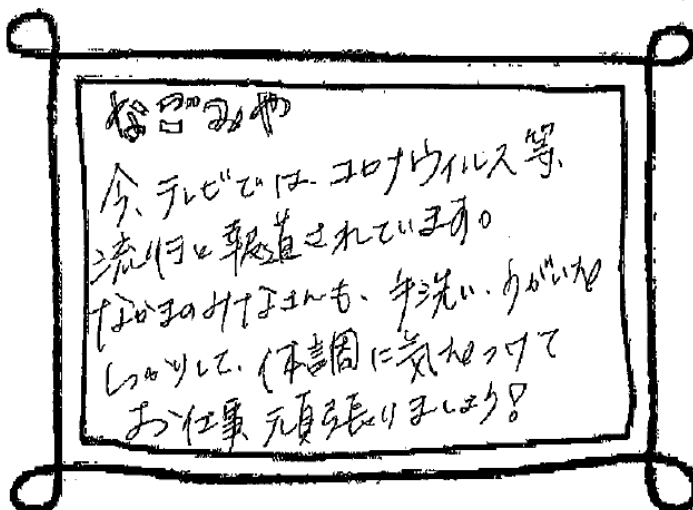 なごみや
今、テレビでは、コロナウィルス等、
流行と報道されています。
なかまのみなさんも、手洗い、うがいを
しっかりして、体調に気をつけて
お仕事頑張りましょう!